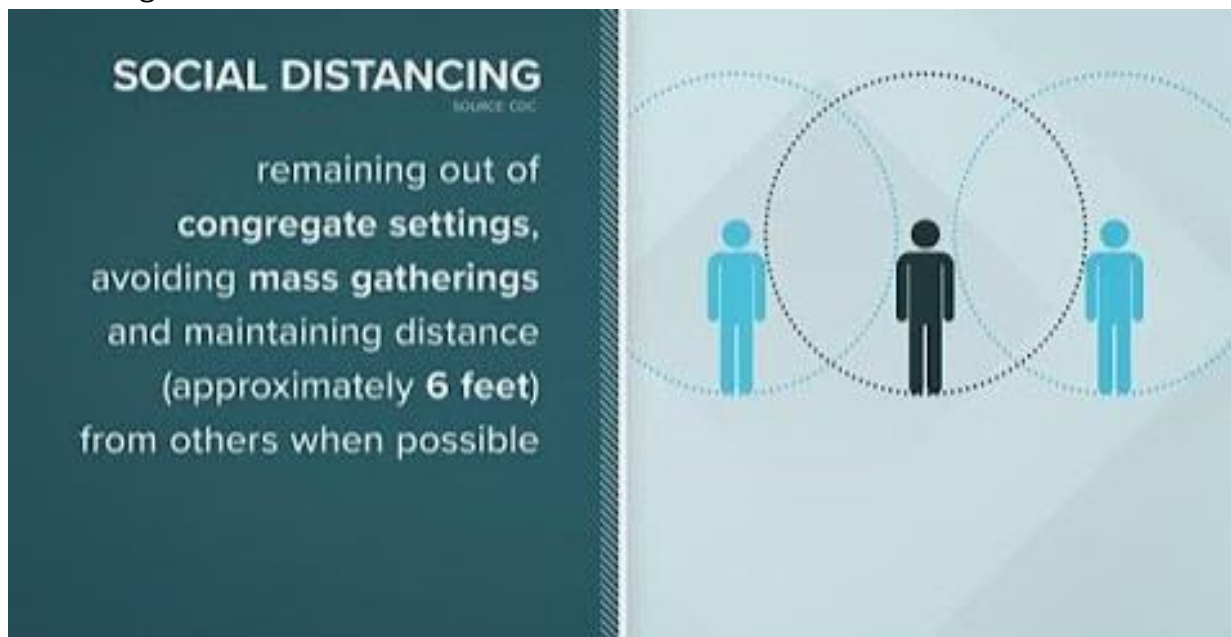 SOCIAL DISTANCING
SOURCE CDC
remaining out of
congregate settings,
avoiding mass gatherings
and maintaining distance
(approximately 6 feet)
from others when possible